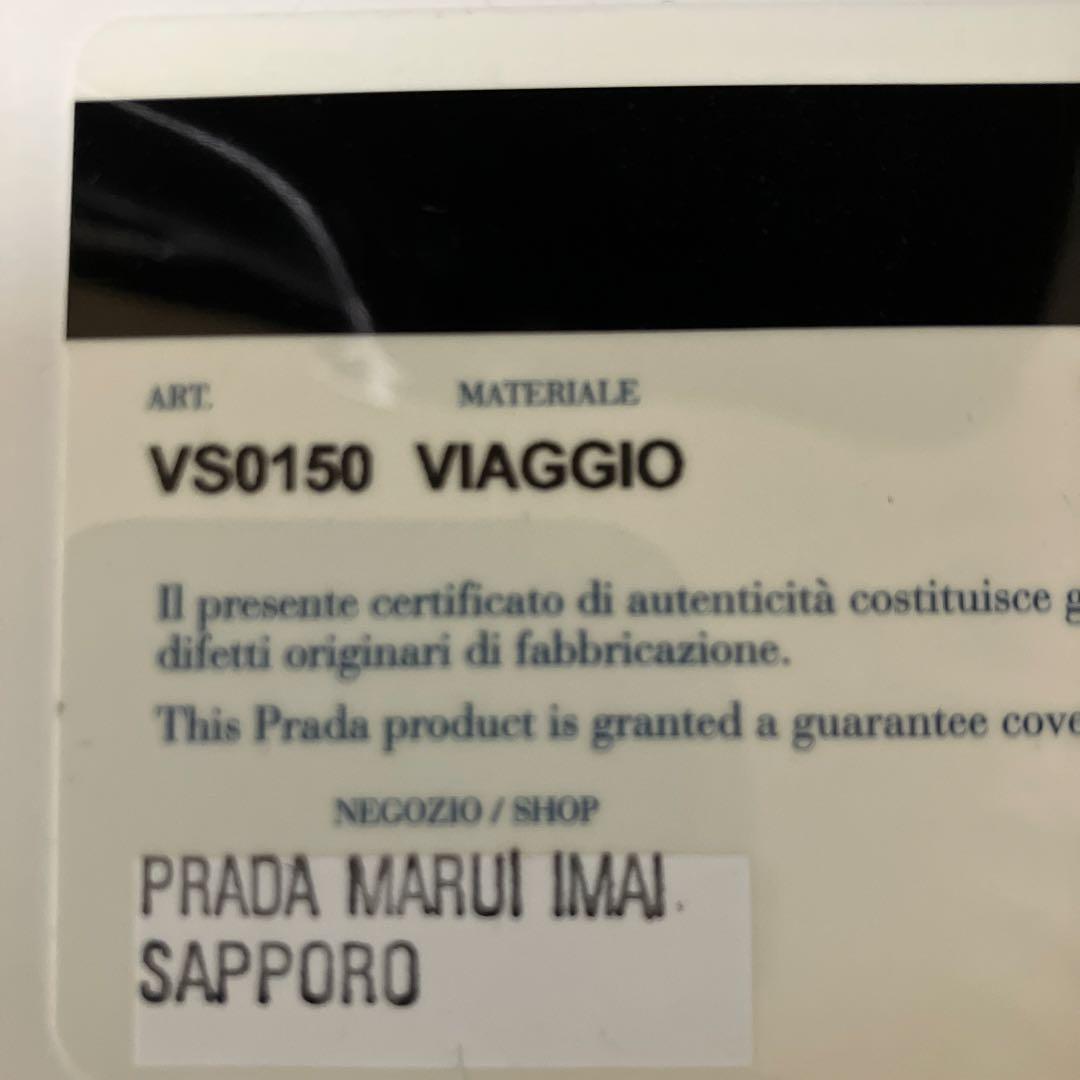 ART. MATERIALE
VS0150 VIAGGIO
Il presente certificato di autenticità costituisce
difetti originari di fabbricazione.
This Prada product is granted a guarantee
NEGOZIO / SHOP
PRADA MARUI IMAI.
SAPPORO